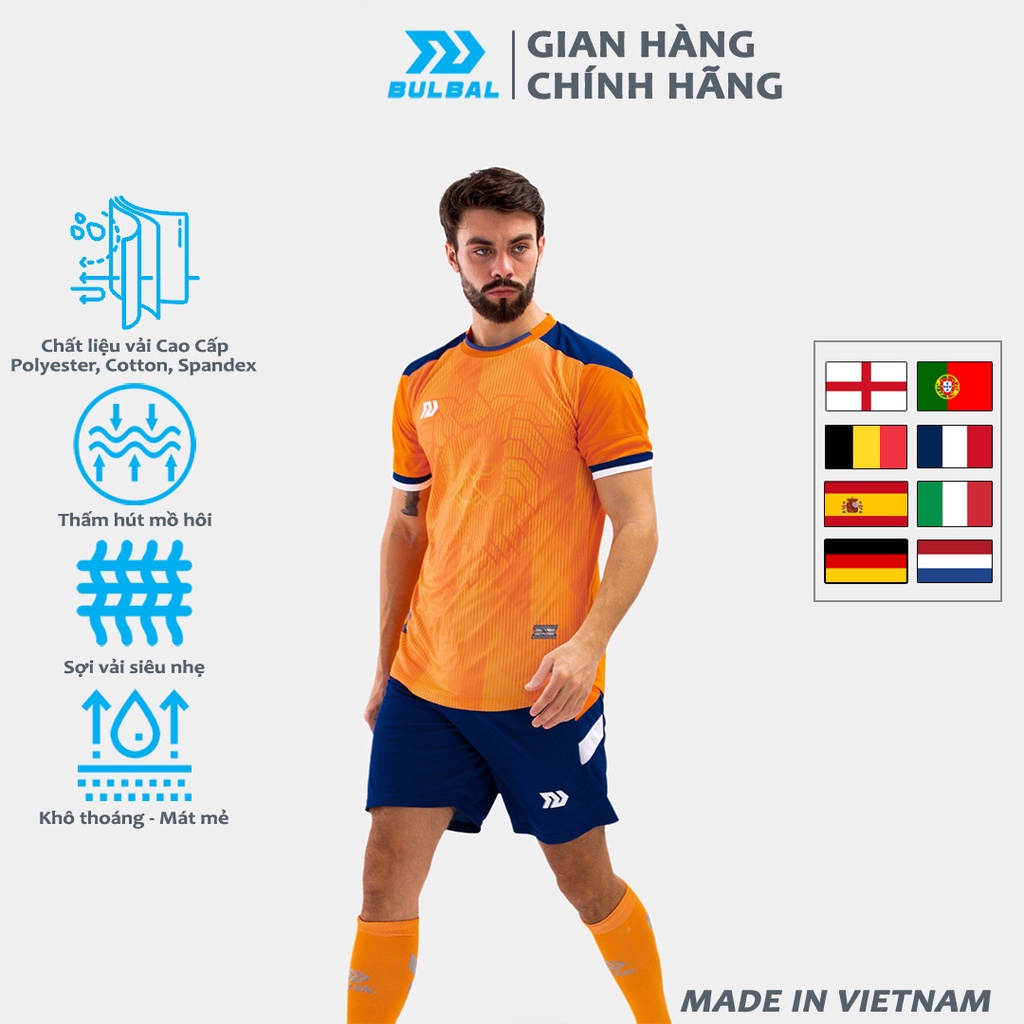 BULBAL
GIAN HÀNG
CHÍNH HÃNG
Chất liệu vải Cao Cấp
Polyester, Cotton, Spandex
Thấm hút mồ hôi
Sợi vải siêu nhẹ
Khô thoáng - Mát mẻ
MADE IN VIETNAM